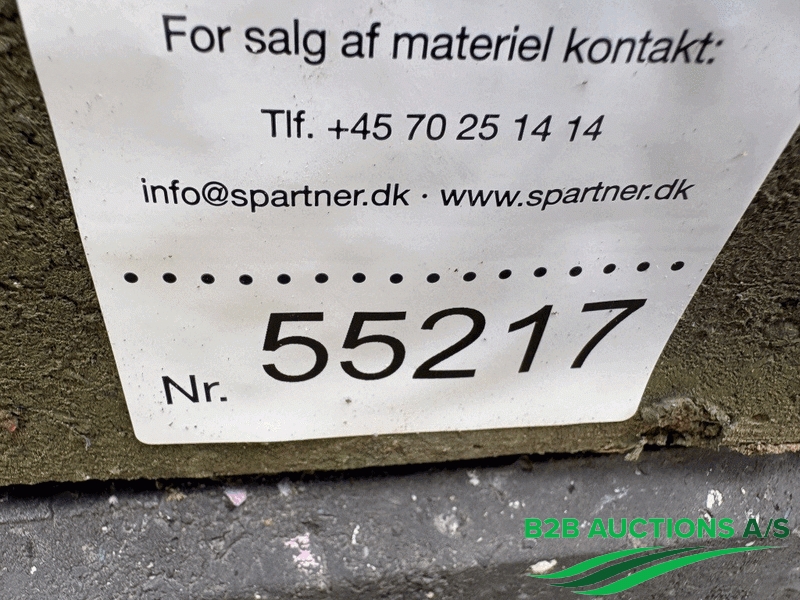 For salg af materiel kontakt:
Tlf. +45 70 25 14 14
info@spartner.dk · www.spartner.dk
Nr. 55217
B2B AUCTIONS A/S